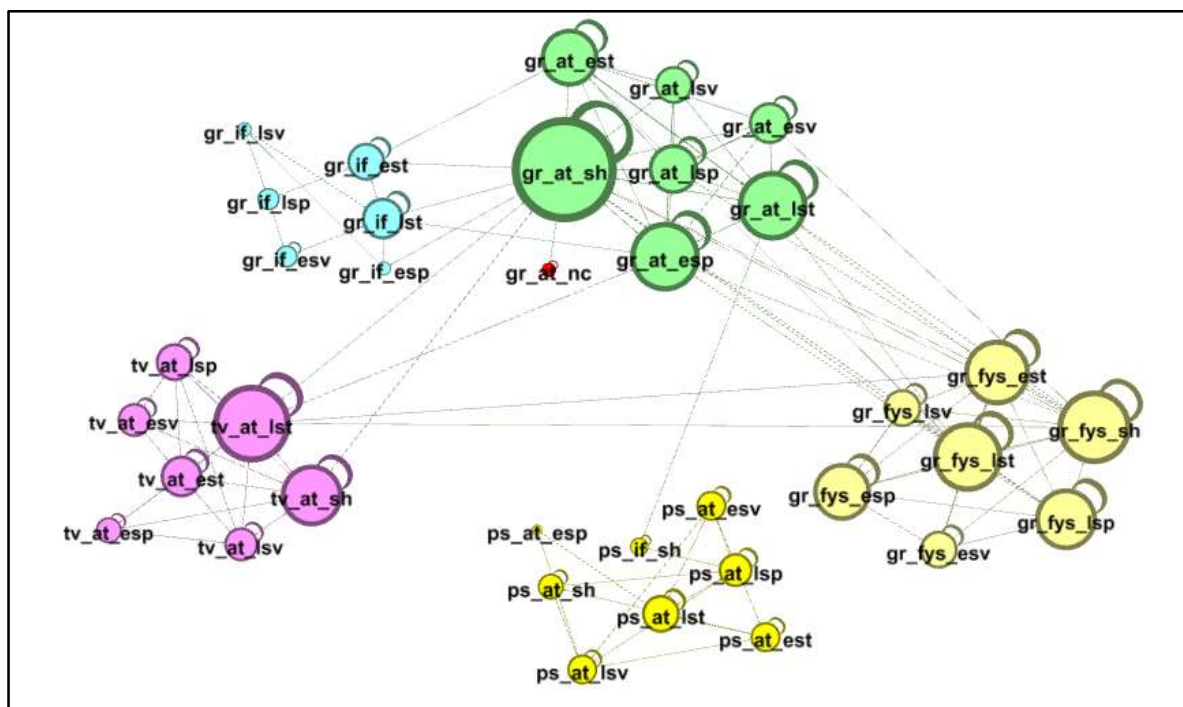 gr_at_est
gr_at_lsv
gr_at_esv
gr_if_lsv
gr_if_est
gr_at_sh
gr_at_lsp
gr_if_lsp
gr_if_lst
gr_at_lst
gr_if_esv
gr_if_esp
gr_at_nc
gr_at_esp
tv_at_lsp
gr_fys_est
tv_at_esv
tv_at_lst
gr_fys_lsv
gr_fys_sh
gr_fys_lst
tv_at_est
tv_at_sh
gr_fys_esp
gr_fys_lsp
tv_at_esp
tv_at_lsv
ps_at_esv
ps_at_esp
ps_if_sh
gr_fys_esv
ps_at_lsp
ps_at_sh
ps_at_lst
ps_at_est
ps_at_lsv